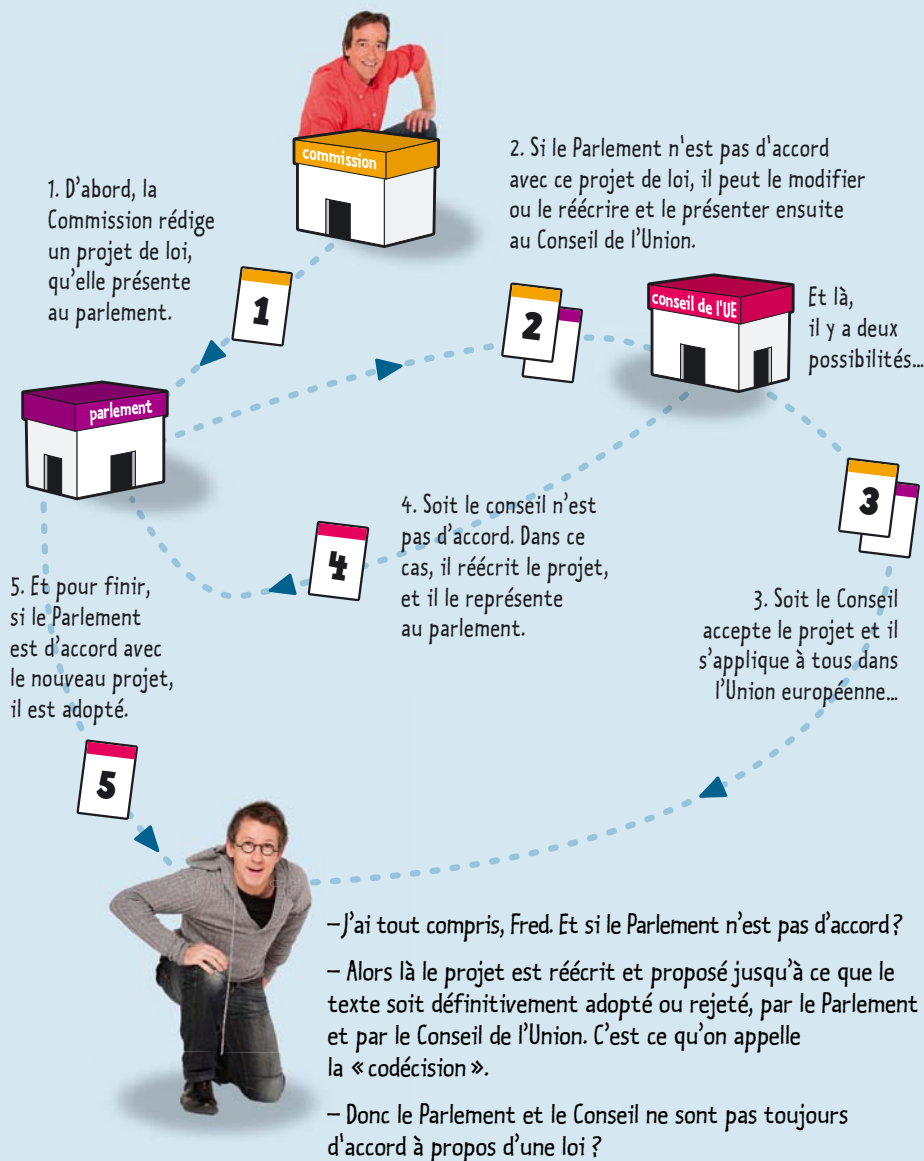 commission
1. D'abord, la
Commission rédige
un projet de loi,
qu'elle présente
au parlement.
1
2. Si le Parlement n'est pas d'accord
avec ce projet de loi, il peut le modifier
ou le réécrire et le présenter ensuite
au Conseil de l'Union.
2
conseil de l'UE
Et là,
il y a deux
possibilités...
parlement
3
3. Soit le Conseil
accepte le projet et il
s'applique à tous dans
l'Union européenne...
4
4. Soit le conseil n'est
pas d'accord. Dans ce
cas, il réécrit le projet,
et il le représente
au parlement.
5. Et pour finir,
si le Parlement
est d'accord avec
le nouveau projet,
il est adopté.
5
– J'ai tout compris, Fred. Et si le Parlement n'est pas d'accord ?
– Alors là le projet est réécrit et proposé jusqu'à ce que le
texte soit définitivement adopté ou rejeté, par le Parlement
et par le Conseil de l'Union. C'est ce qu'on appelle
la « codécision ».
– Donc le Parlement et le Conseil ne sont pas toujours
d'accord à propos d'une loi ?